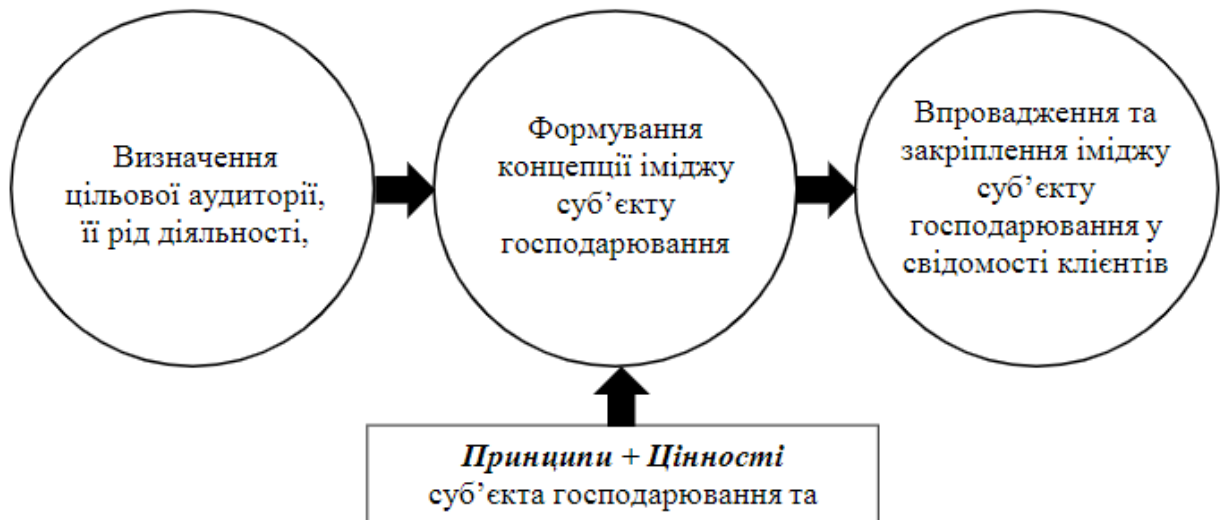 Визначення
цільової аудиторії,
її рід діяльності,
Формування
концепції іміджу
суб’єкту
господарювання
Впровадження та
закріплення іміджу
суб’єкту
господарювання у
свідомості клієнтів
Принципи + Цінності
суб’єкта господарювання та